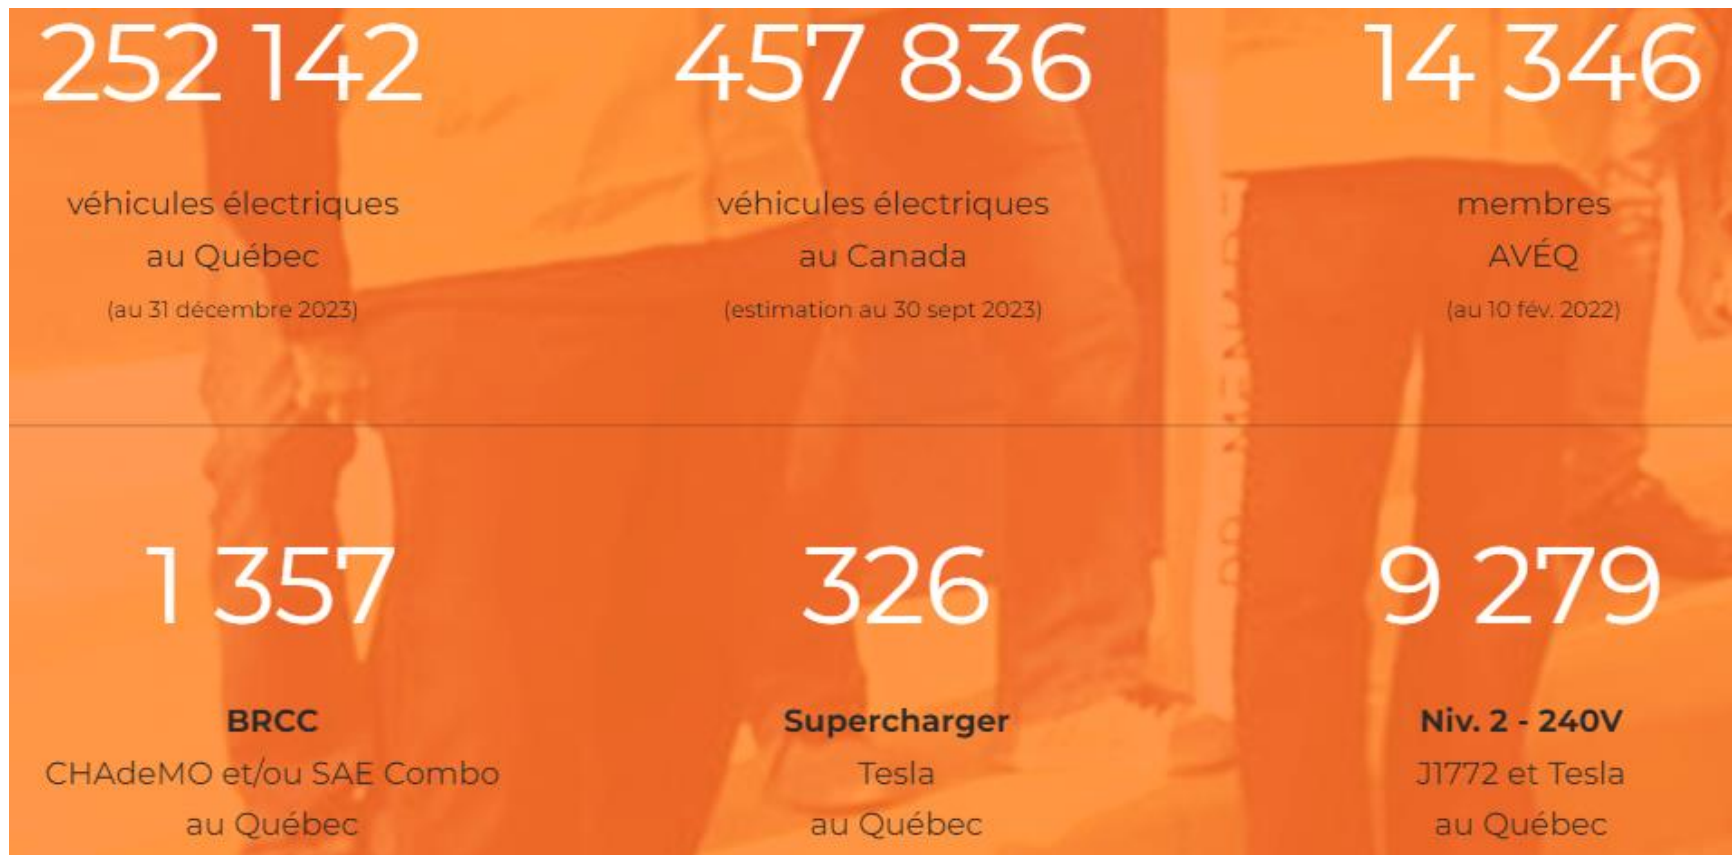 252 142
véhicules électriques
au Québec
(au 31 décembre 2023)
457 836
véhicules électriques
au Canada
(estimation au 30 sept 2023)
14 346
membres
AVÉQ
(au 10 fév. 2022)
1 357
BRCC
CHAdeMO et/ou SAE Combo
au Québec
326
Supercharger
Tesla
au Québec
9 279
Niv. 2 - 240V
J1772 et Tesla
au Québec